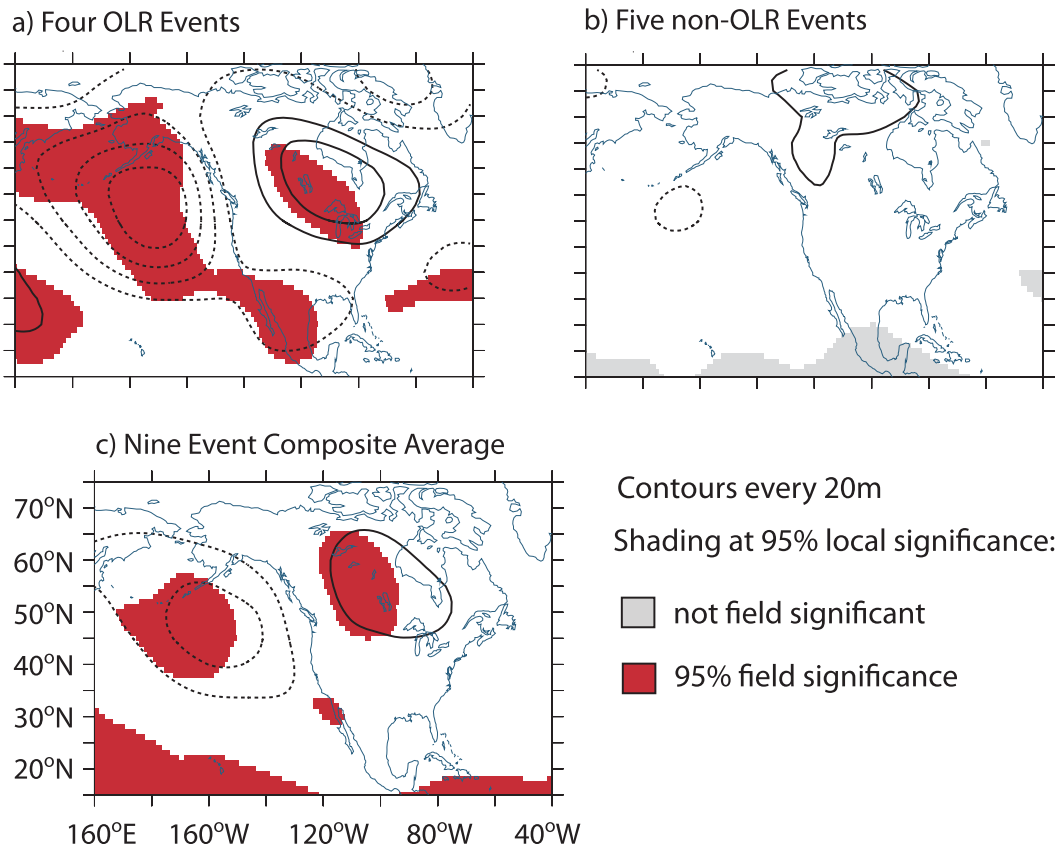 a) Four OLR Events
b) Five non-OLR Events
c) Nine Event Composite Average
70°N
60°N
50°N
40°N
30°N
20°N
160°E 160°W 120°W 80°W 40°W
Contours every 20m
Shading at 95% local significance:
not field significant
95% field significance